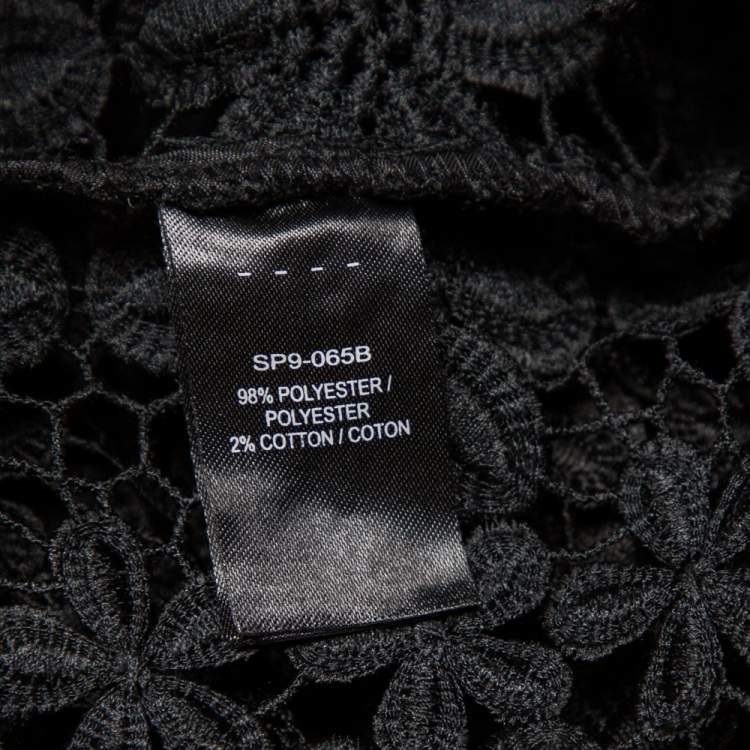 SP9-065B
98% POLYESTER /
POLYESTER
2% COTTON / COTON